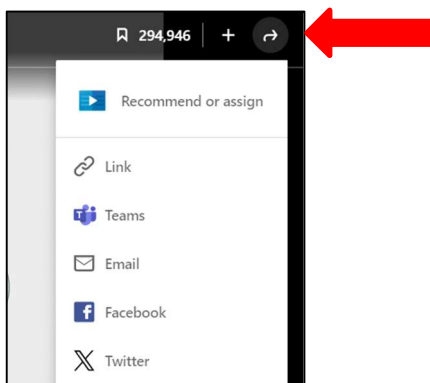 294,946
Recommend or assign
Link
Teams
Email
Facebook
Twitter